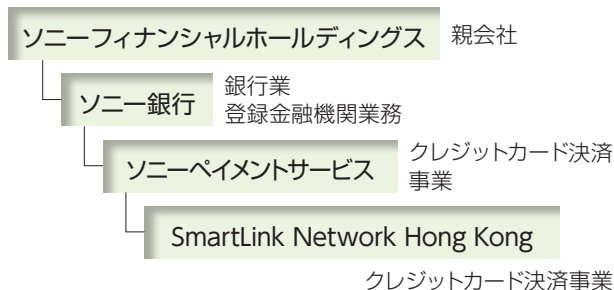 ソニーフィナンシャルホールディングス 親会社
ソニー銀行 銀行業
登録金融機関業務
ソニーペイメントサービス クレジットカード決済
事業
SmartLink Network Hong Kong
クレジットカード決済事業